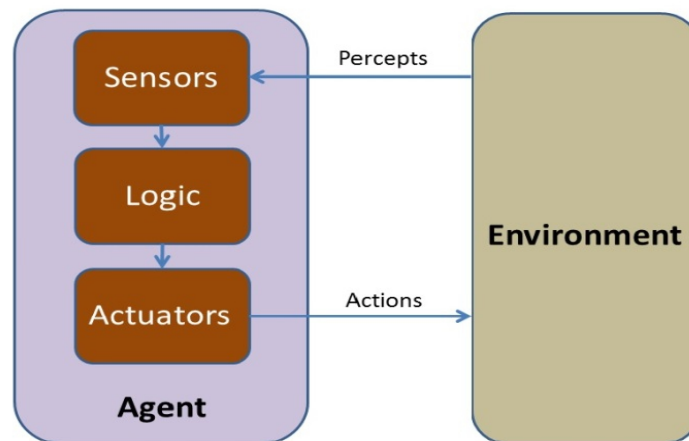 Sensors
Percepts
Logic
Environment
Actuators
Actions
Agent